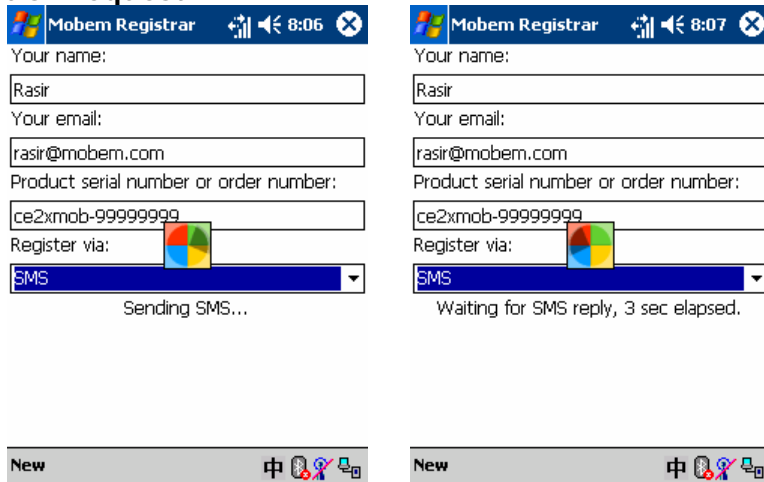 Mobem Registrar 8:06
Your name:
Rasir
Your email:
rasir@mobem.com
Product serial number or order number:
ce2xmob-99999999
Register via:
SMS
Sending SMS...
New 中
Mobem Registrar 8:07
Your name:
Rasir
Your email:
rasir@mobem.com
Product serial number or order number:
ce2xmob-99999999
Register via:
SMS
Waiting for SMS reply, 3 sec elapsed.
New 中